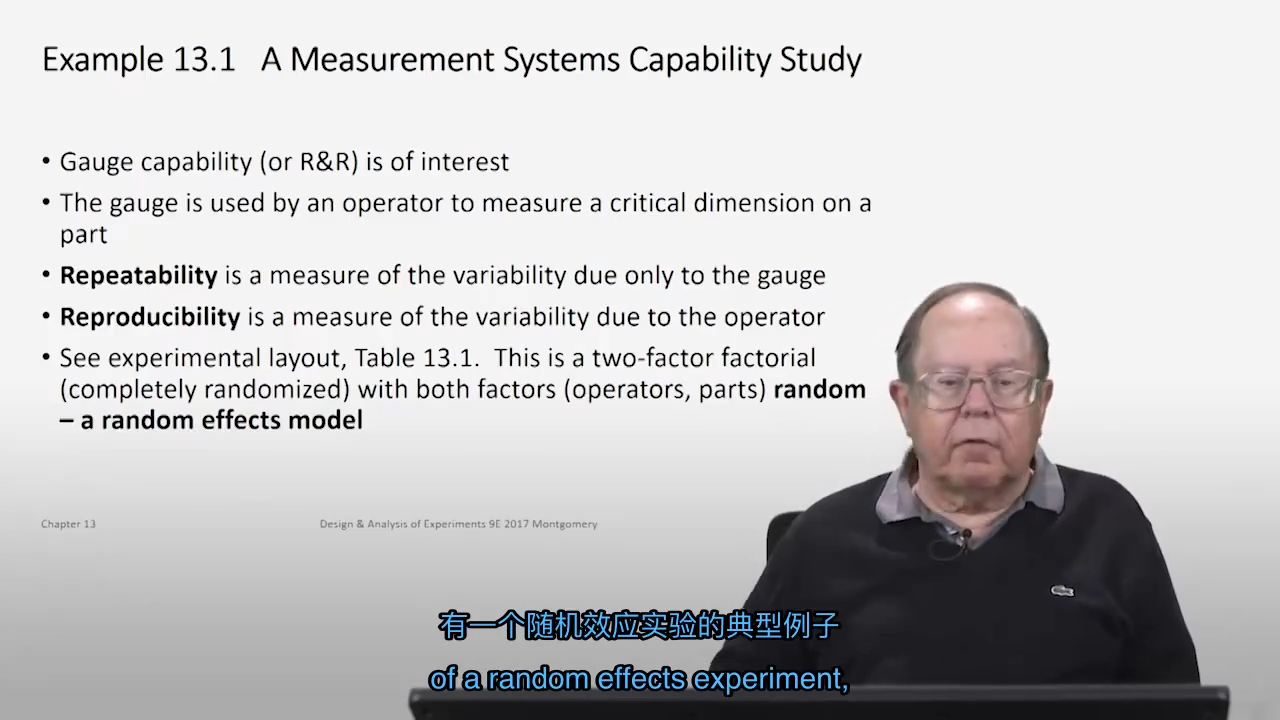 Example 13.1 A Measurement Systems Capability Study
• Gauge capability (or R&R) is of interest
• The gauge is used by an operator to measure a critical dimension on a
part
• Repeatability is a measure of the variability due only to the gauge
• Reproducibility is a measure of the variability due to the operator
• See experimental layout, Table 13.1. This is a two-factor factorial
(completely randomized) with both factors (operators, parts) random
– a random effects model
Chapter 13
Design & Analysis of Experiments 9E 2017 Montgomery
有一个随机效应实验的典型例子
of a random effects experiment,